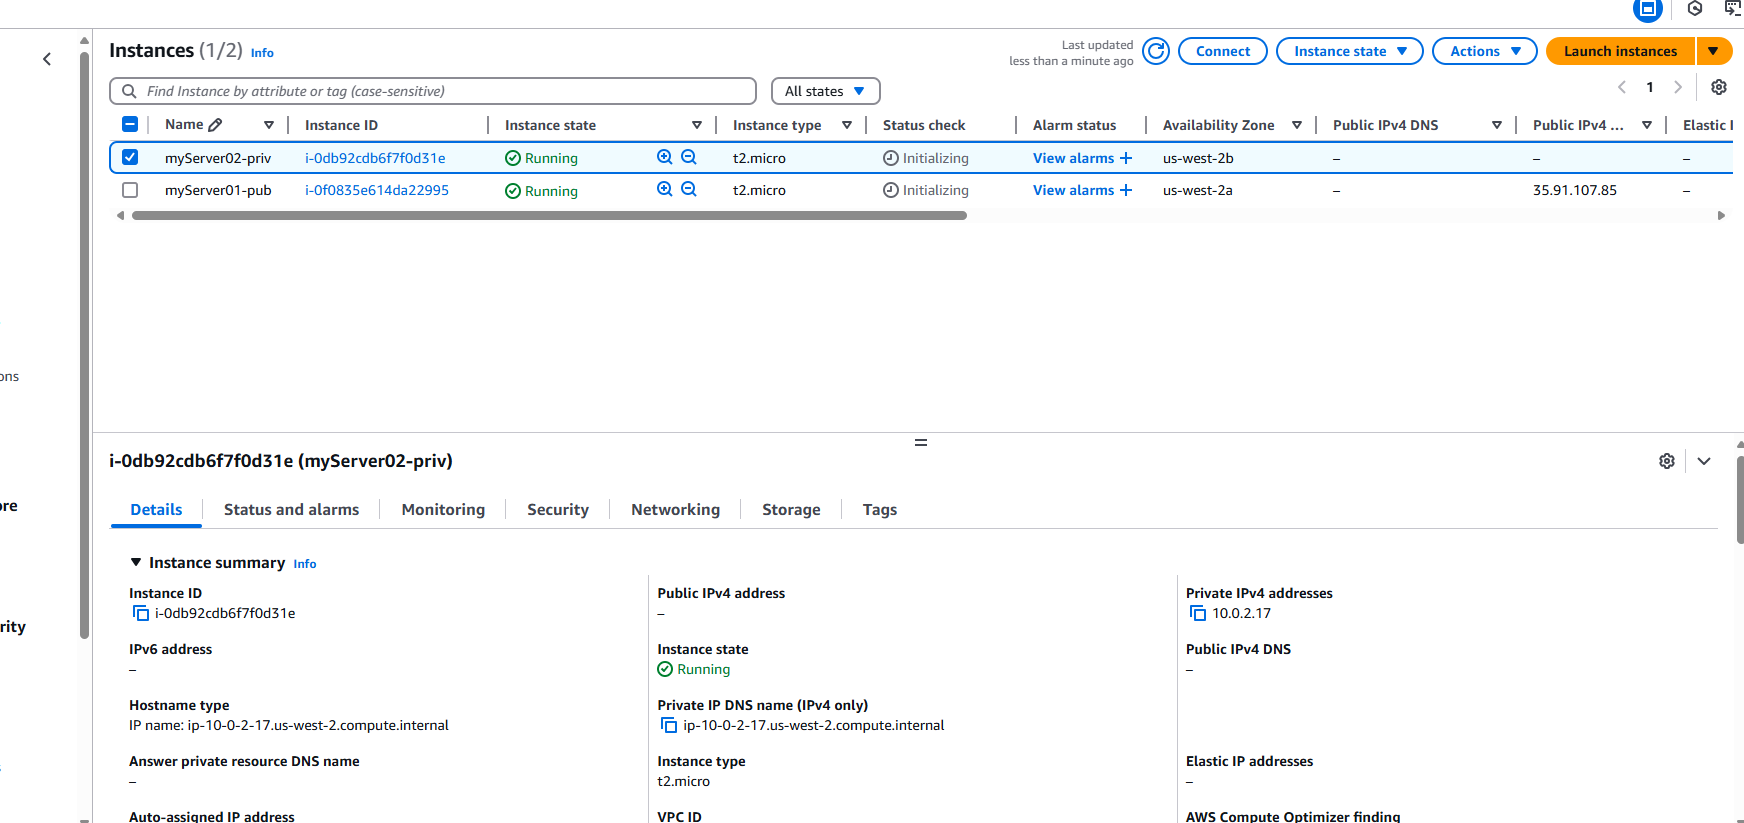 Instances (1/2) Info
Last updated
less than a minute ago
Connect
Instance state
Actions
Launch instances
Find Instance by attribute or tag (case-sensitive)
All states
1
Name Instance ID Instance state Instance type Status check Alarm status Availability Zone Public IPv4 DNS Public IPv4 ... Elastic I
myServer02-priv i-0db92cdb6f7f0d31e Running t2.micro Initializing View alarms + us-west-2b – – –
myServer01-pub i-0f0835e614da22995 Running t2.micro Initializing View alarms + us-west-2a – 35.91.107.85 –
ons
ore
rity
i-0db92cdb6f7f0d31e (myServer02-priv)
Details Status and alarms Monitoring Security Networking Storage Tags
Instance summary Info
Instance ID
i-0db92cdb6f7f0d31e
Public IPv4 address
–
Private IPv4 addresses
10.0.2.17
IPv6 address
–
Instance state
Running
Public IPv4 DNS
–
Hostname type
IP name: ip-10-0-2-17.us-west-2.compute.internal
Private IP DNS name (IPv4 only)
ip-10-0-2-17.us-west-2.compute.internal
Answer private resource DNS name
–
Instance type
t2.micro
Elastic IP addresses
–
Auto-assigned IP address
VPC ID
AWS Compute Optimizer finding